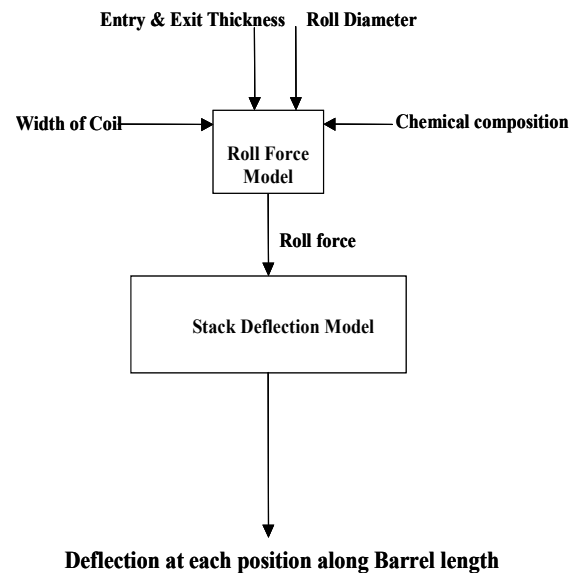 Entry & Exit Thickness
Roll Diameter
Width of Coil
Chemical composition
Roll Force
Model
Roll force
Stack Deflection Model
Deflection at each position along Barrel length